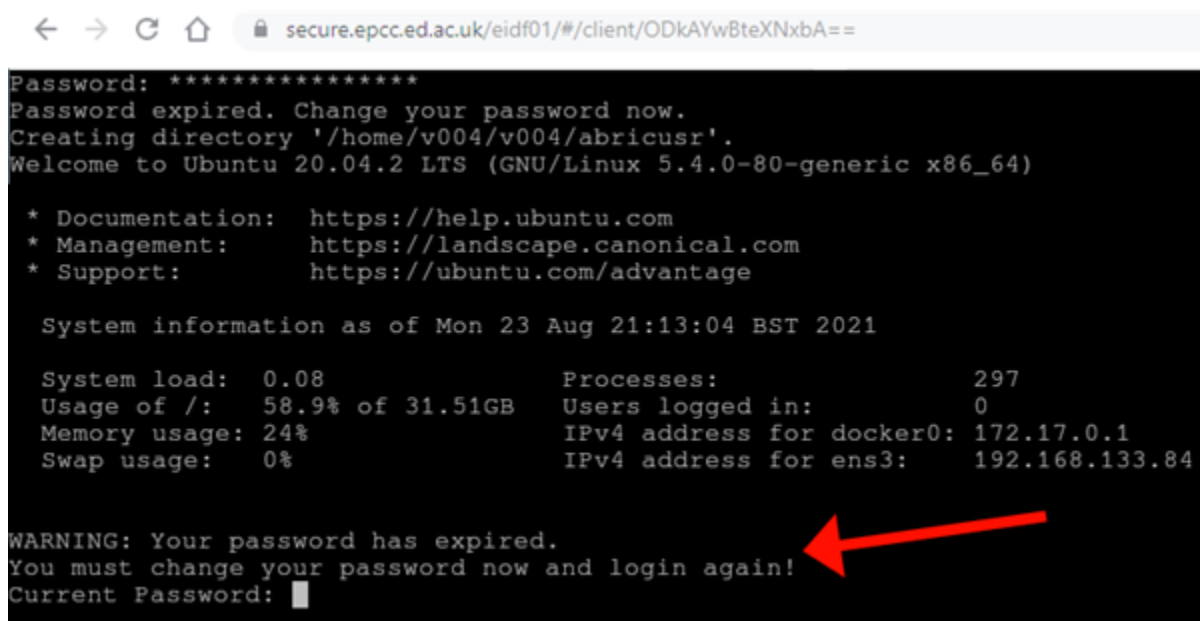 secure.epcc.ed.ac.uk/eidf01/#/client/ODkAYwBteXNxbA==
Password: ****************
Password expired. Change your password now.
Creating directory '/home/v004/v004/abricusr'.
Welcome to Ubuntu 20.04.2 LTS (GNU/Linux 5.4.0-80-generic x86_64)
* Documentation: https://help.ubuntu.com
* Management: https://landscape.canonical.com
* Support: https://ubuntu.com/advantage
System information as of Mon 23 Aug 21:13:04 BST 2021
System load: 0.08 Processes: 297
Usage of /: 58.9% of 31.51GB Users logged in: 0
Memory usage: 24% IPv4 address for docker0: 172.17.0.1
Swap usage: 0% IPv4 address for ens3: 192.168.133.84
WARNING: Your password has expired.
You must change your password now and login again!
Current Password: